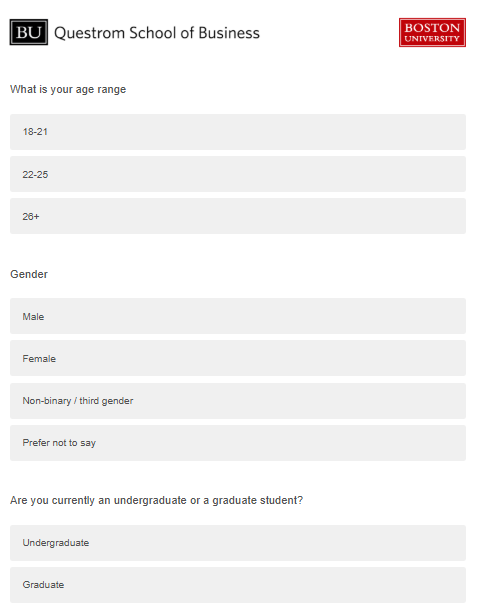 BU Questrom School of Business
BOSTON
UNIVERSITY
What is your age range
18-21
22-25
26+
Gender
Male
Female
Non-binary / third gender
Prefer not to say
Are you currently an undergraduate or a graduate student?
Undergraduate
Graduate